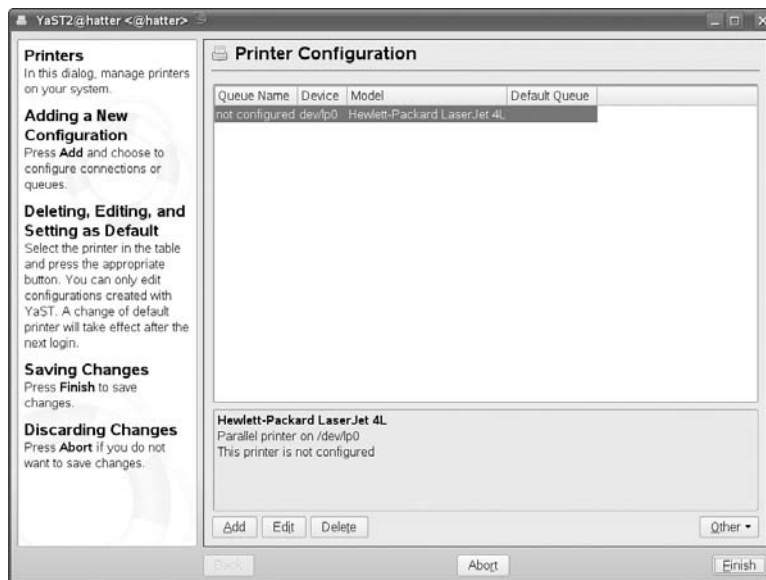 YaST2@hatter <@hatter>
Printers
In this dialog, manage printers
on your system.
Adding a New
Configuration
Press Add and choose to
configure connections or
queues.
Deleting, Editing, and
Setting as Default
Select the printer in the table
and press the appropriate
button. You can only edit
configurations created with
YaST. A change of default
printer will take effect after the
next login.
Saving Changes
Press Finish to save
changes.
Discarding Changes
Press Abort if you do not
want to save changes.
Printer Configuration
Queue Name Device Model Default Queue
not configured dev/lp0 Hewlett-Packard LaserJet 4L
Hewlett-Packard LaserJet 4L
Parallel printer on /dev/lp0
This printer is not configured
Add Edit Delete Other
Back Abort Finish